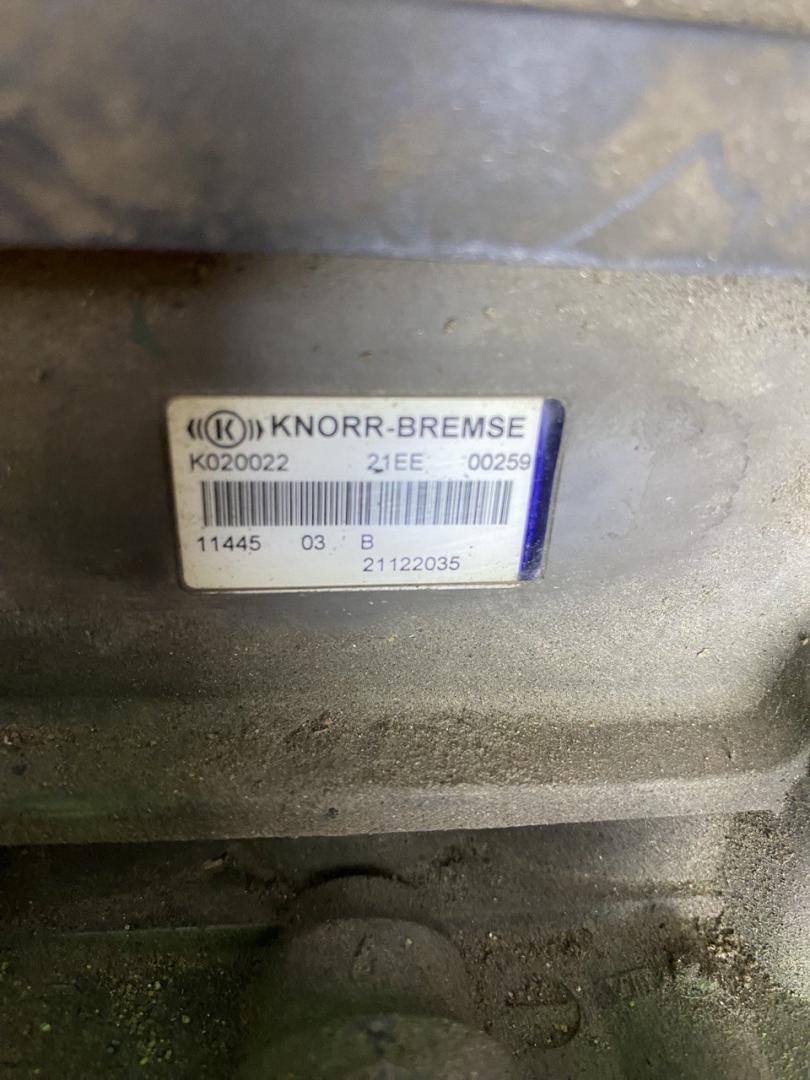 K KNORR-BREMSE
K020022 21EE 00259
11445 03 B
21122035